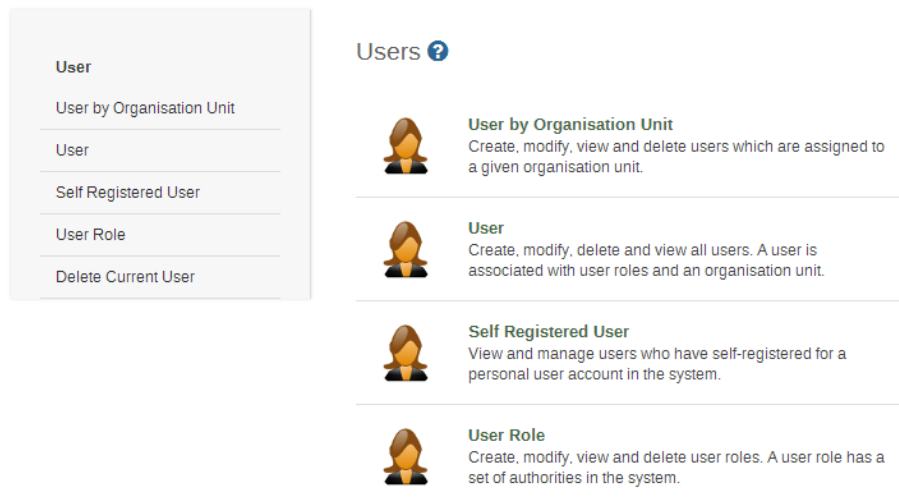 User
User by Organisation Unit
User
Self Registered User
User Role
Delete Current User
Users ?
User by Organisation Unit
Create, modify, view and delete users which are assigned to
a given organisation unit.
User
Create, modify, delete and view all users. A user is
associated with user roles and an organisation unit.
Self Registered User
View and manage users who have self-registered for a
personal user account in the system.
User Role
Create, modify, view and delete user roles. A user role has a
set of authorities in the system.